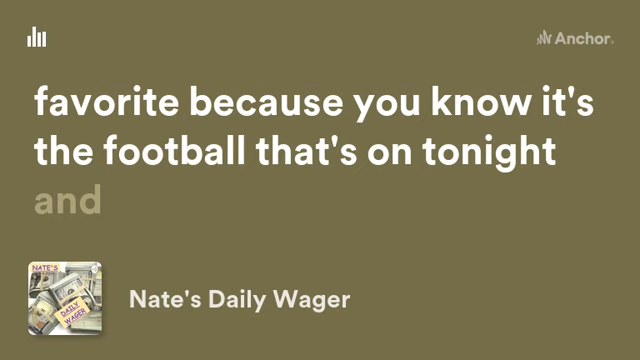 Anchor
favorite because you know it's
the football that's on tonight
and
NATE'S
DAILY
WAGER
Nate's Daily Wager